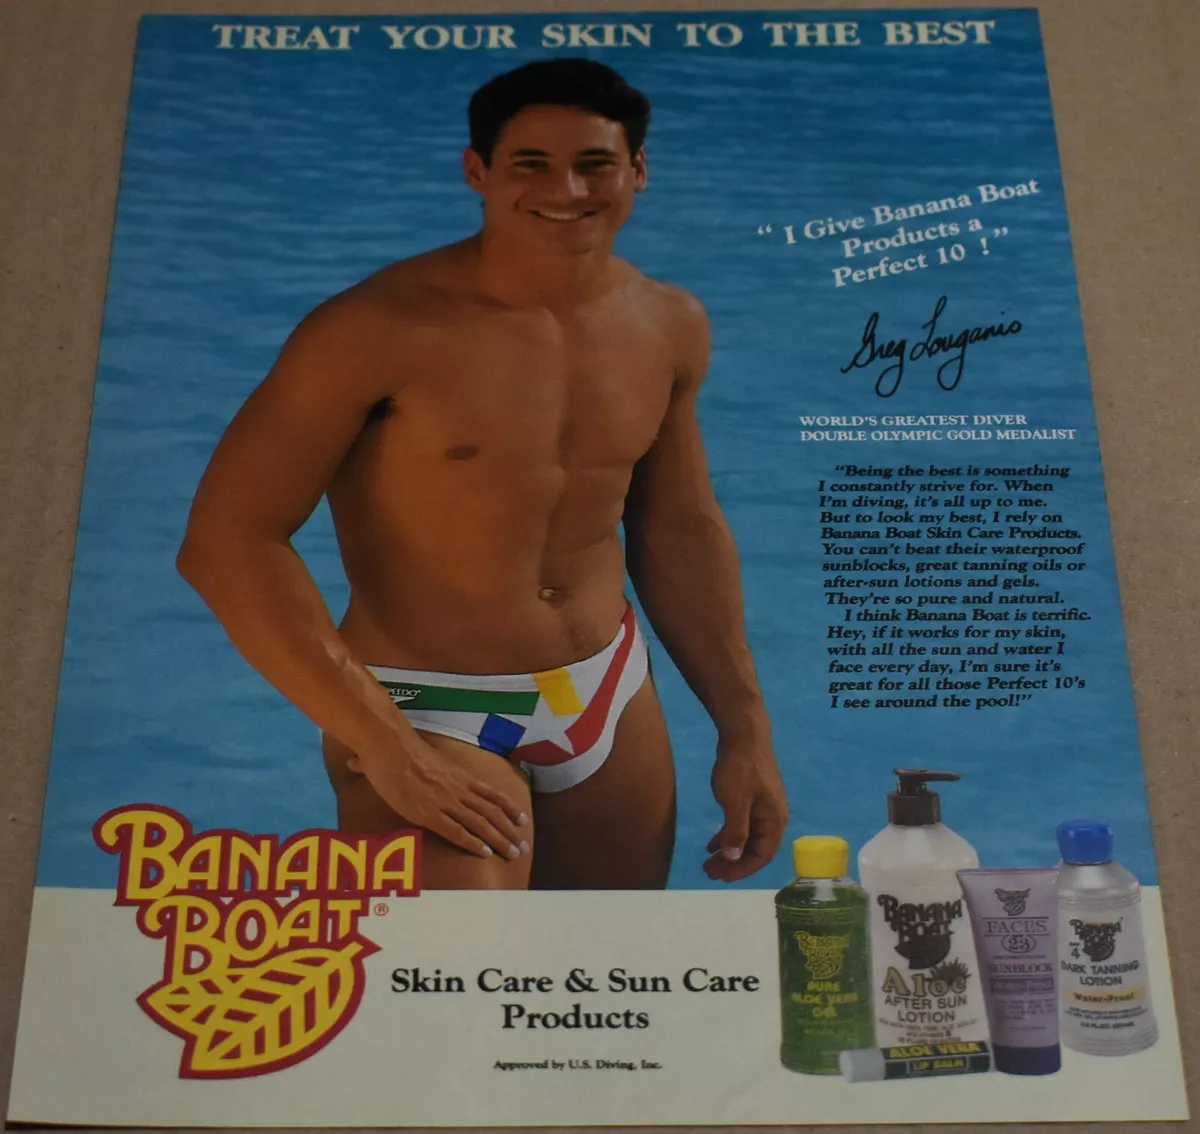 TREAT YOUR SKIN TO THE BEST
“ I Give Banana Boat
Products a
Perfect 10 ! ”
Greg Louganis
WORLD'S GREATEST DIVER
DOUBLE OLYMPIC GOLD MEDALIST
“Being the best is something
I constantly strive for. When
I'm diving, it's all up to me.
But to look my best, I rely on
Banana Boat Skin Care Products.
You can't beat their waterproof
sunblocks, great tanning oils or
after-sun lotions and gels.
They're so pure and natural.
I think Banana Boat is terrific.
Hey, if it works for my skin,
with all the sun and water I
face every day, I'm sure it's
great for all those Perfect 10's
I see around the pool!”
PEEDO®
BANANA
BOAT®
Skin Care & Sun Care
Products
Approved by U.S. Diving, Inc.
BANANA
BOAT
PURE
ALOE VERA
GEL
BANANA
BOAT
Aloe
AFTER SUN
LOTION
FACES
23
SUNBLOCK
BANANA
BOAT
SPF
4
DARK TANNING
LOTION
Water-Proof
ALOE VERA
LIP BALM